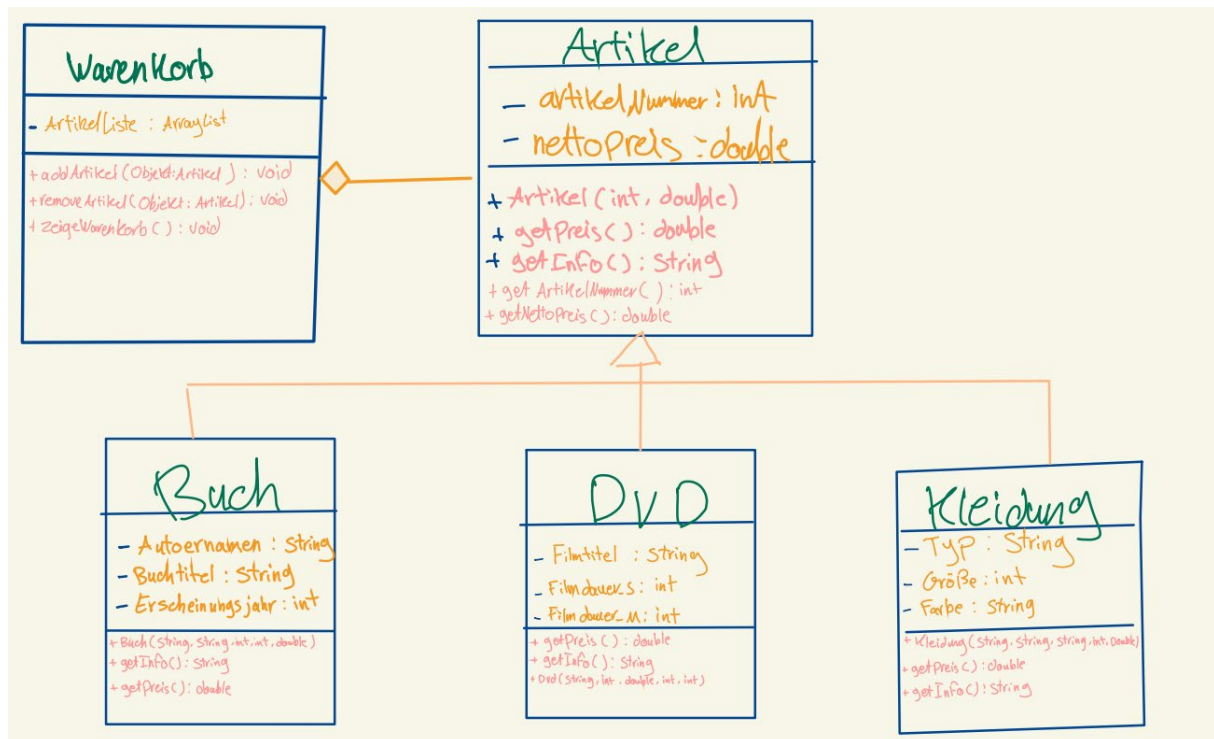 Warenkorb
- ArtikelListe : ArrayList
+ addArtikel (Objekt:Artikel) : void
+ removeArtikel (Objekt : Artikel) : void
+ zeigeWarenkorb ( ) : void
Artikel
- artikelNummer : int
- nettoPreis : double
+ Artikel (int, double)
+ getPreis ( ) : double
+ getInfo ( ) : String
+ get ArtikelNummer ( ) : int
+ getNettoPreis ( ) : double
Buch
- Autoernamen : String
- Buchtitel : String
- Erscheinungsjahr : int
+ Buch (String, String, int, int, double)
+ getInfo ( ) : String
+ getPreis ( ) : double
DVD
- Filmtitel : String
- Filmdauer_S : int
- Filmdauer_M : int
+ getPreis ( ) : double
+ getInfo ( ) : String
+ Dvd (String, int, double, int, int)
Kleidung
- Typ : String
- Größe : int
- Farbe : String
+ Kleidung (String, String, String, int, Double)
+ getPreis ( ) : double
+ getInfo ( ) : String